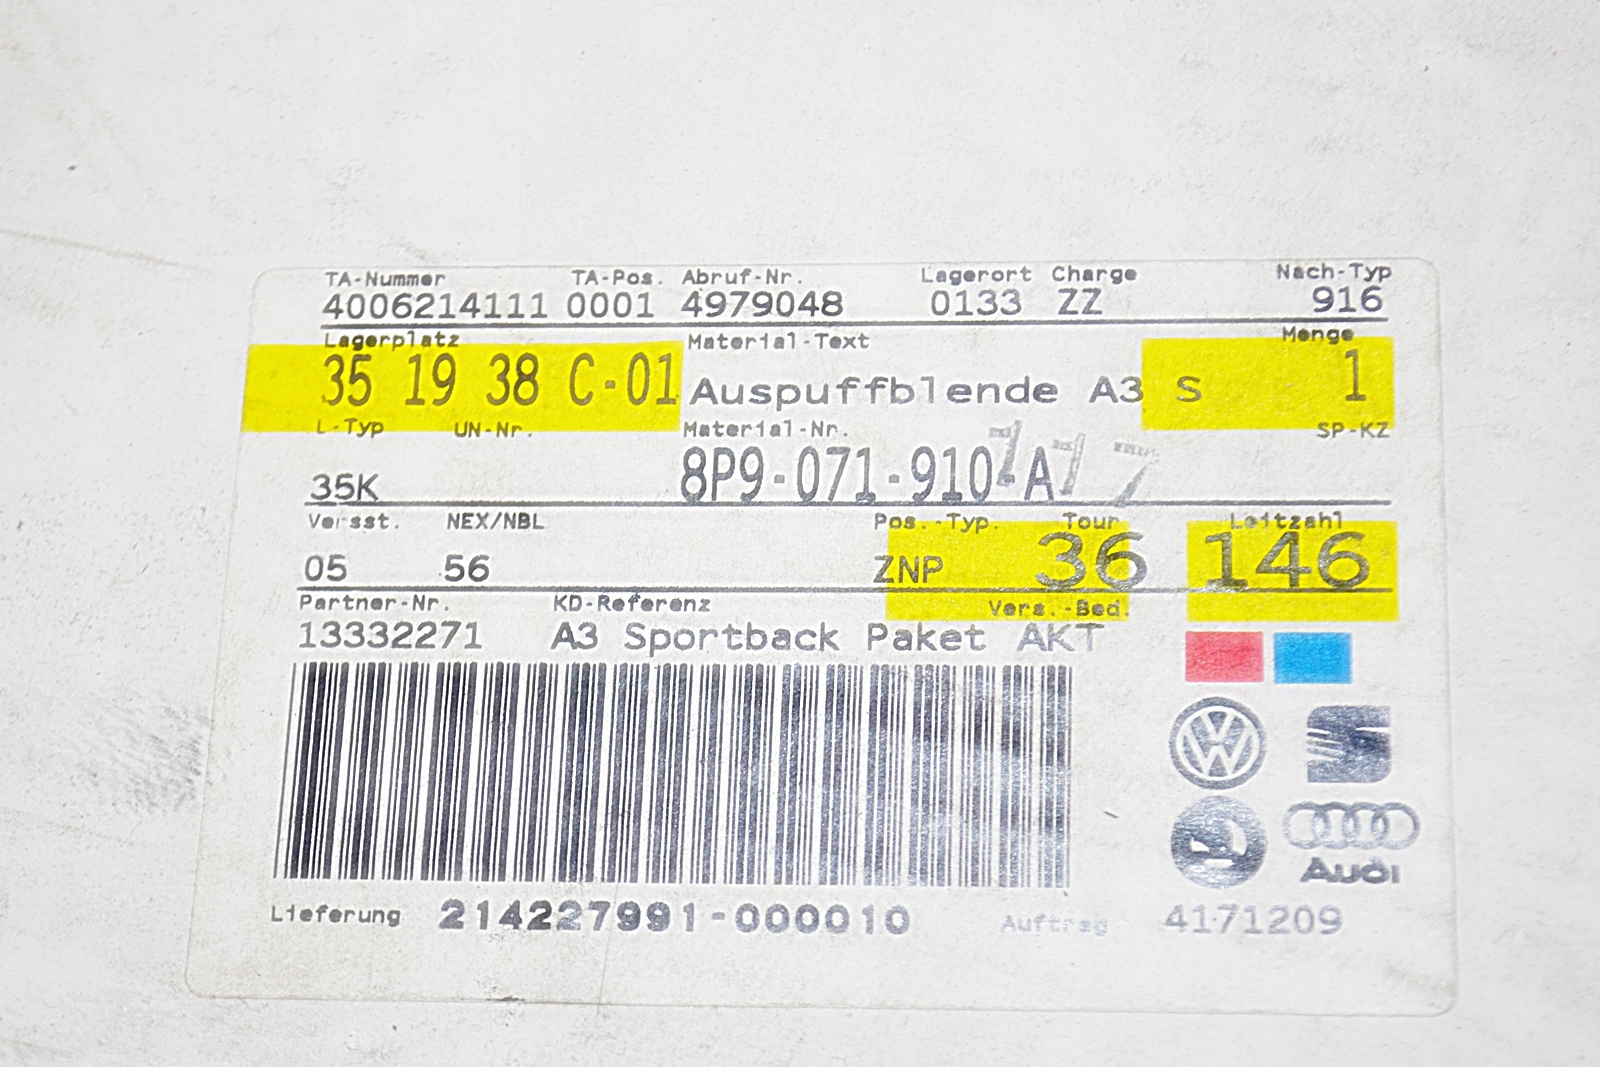 TA-Nummer TA-Pos. Abruf-Nr. Lagerort Charge Nach-Typ
4006214111 0001 4979048 0133 ZZ 916
Lagerplatz Material-Text Menge
35 19 38 C-01 Auspuffblende A3 S 1
L-Typ UN-Nr. Material-Nr. SP-KZ
35K 8P9-071-910-A
Versst. NEX/NBL Pos.-Typ. Tour Leitzahl
05 56 ZNP 36 146
Partner-Nr. KD-Referenz Vers.-Bed.
13332271 A3 Sportback Paket AKT
Audi
Lieferung 214227991-000010 Auftrag 4171209